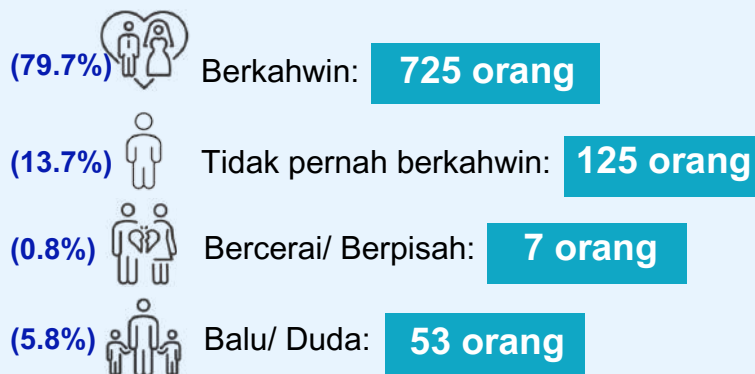 (79.7%) Berkahwin: 725 orang
(13.7%) Tidak pernah berkahwin: 125 orang
(0.8%) Bercerai/ Berpisah: 7 orang
(5.8%) Balu/ Duda: 53 orang